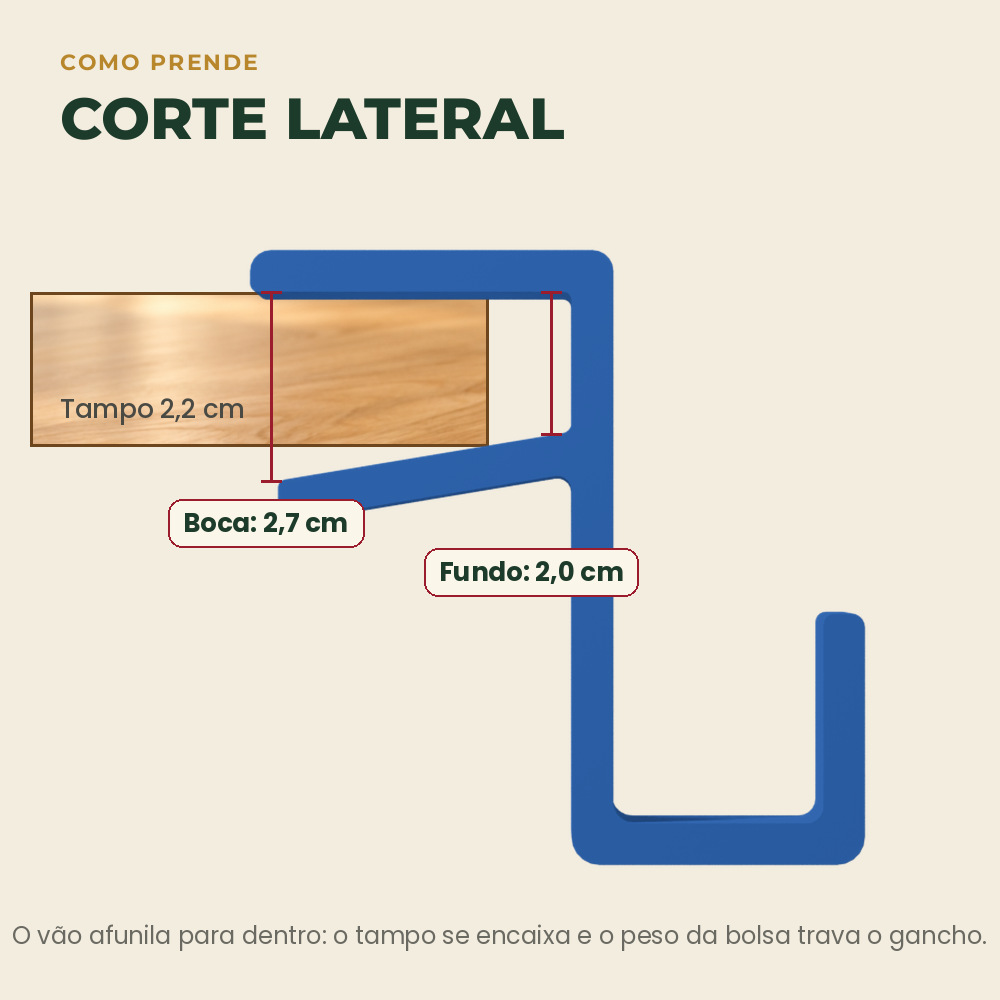 COMO PRENDE
CORTE LATERAL
Tampo 2,2 cm
Boca: 2,7 cm
Fundo: 2,0 cm
O vão afunila para dentro: o tampo se encaixa e o peso da bolsa trava o gancho.